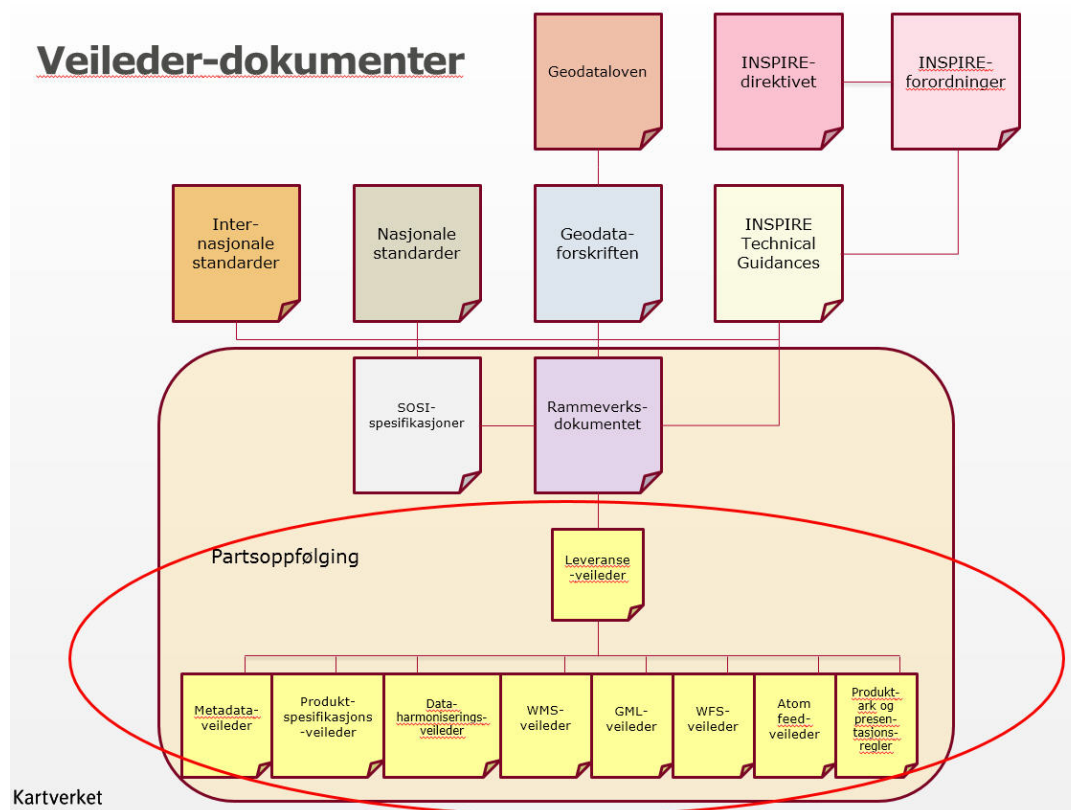 Veileder-dokumenter
Geodataloven
INSPIRE-
direktivet
INSPIRE-
forordninger
Inter-
nasjonale
standarder
Nasjonale
standarder
Geodata-
forskriften
INSPIRE
Technical
Guidances
SOSI-
spesifikasjoner
Rammeverks-
dokumentet
Partsoppfølging
Leveranse
-veileder
Metadata-
veileder
Produkt-
spesifikasjons
-veileder
Data-
harmoniserings-
veileder
WMS-
veileder
GML-
veileder
WFS-
veileder
Atom
feed-
veileder
Produkt-
ark og
presen-
tasjons-
regler
Kartverket